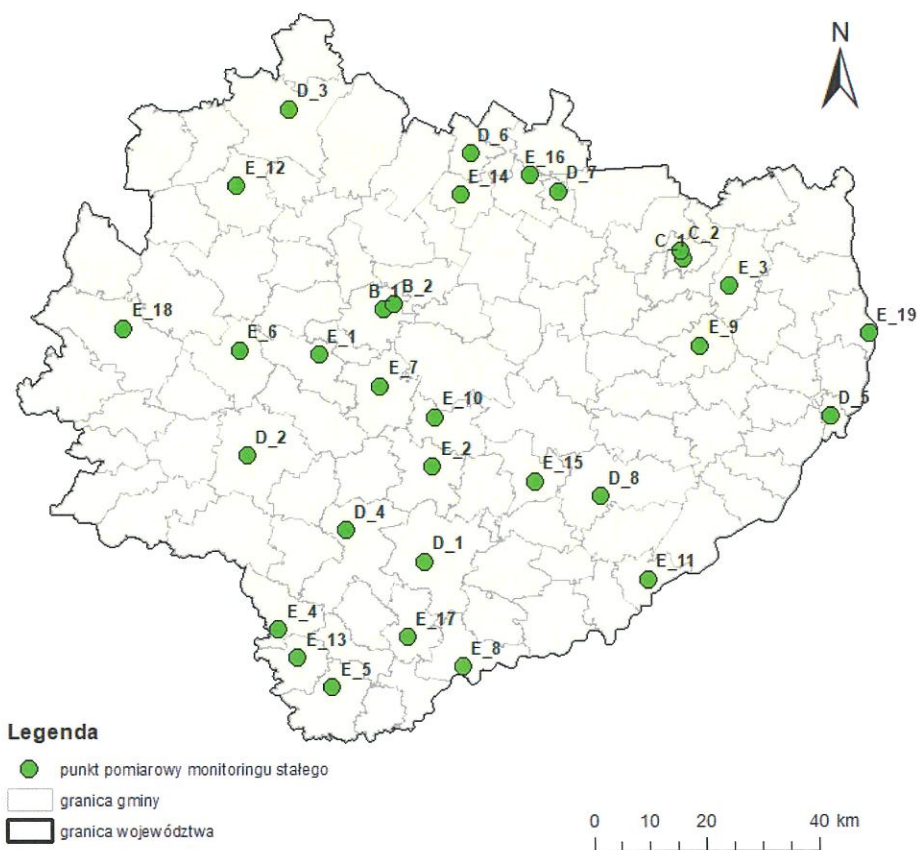 N
D_3
D_6
E_16
D_7
E_12
E_14
C_1
C_2
E_3
B_1
B_2
E_18
E_6
E_1
E_9
E_19
E_7
E_10
D_5
D_2
E_2
E_15
D_8
D_4
D_1
E_11
E_4
E_17
E_13
E_8
E_5
Legenda
punkt pomiarowy monitoringu stałego
granica gminy
granica województwa
0 10 20 40 km